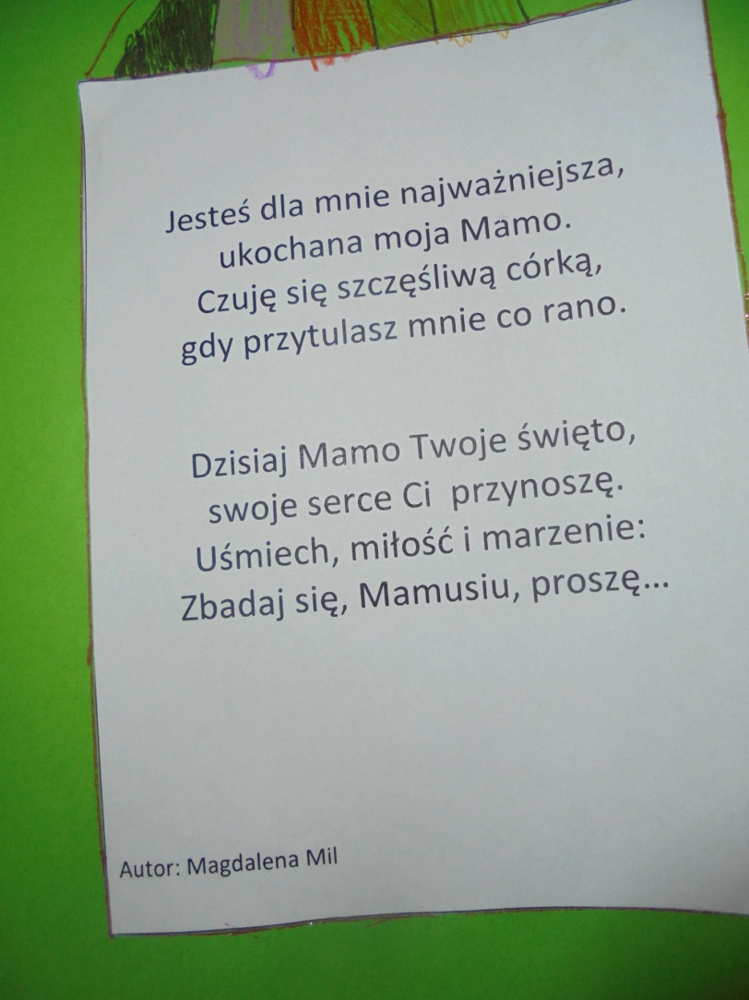 Jesteś dla mnie najważniejsza,
ukochana moja Mamo.
Czuję się szczęśliwą córką,
gdy przytulasz mnie co rano.
Dzisiaj Mamo Twoje święto,
swoje serce Ci  przynoszę.
Uśmiech, miłość i marzenie:
Zbadaj się, Mamusiu, proszę...
Autor: Magdalena Mil